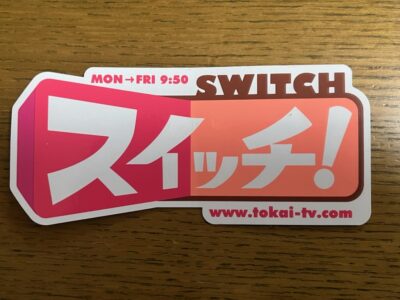 MON→FRI 9:50
SWITCH
スイッチ!
www.tokai-tv.com